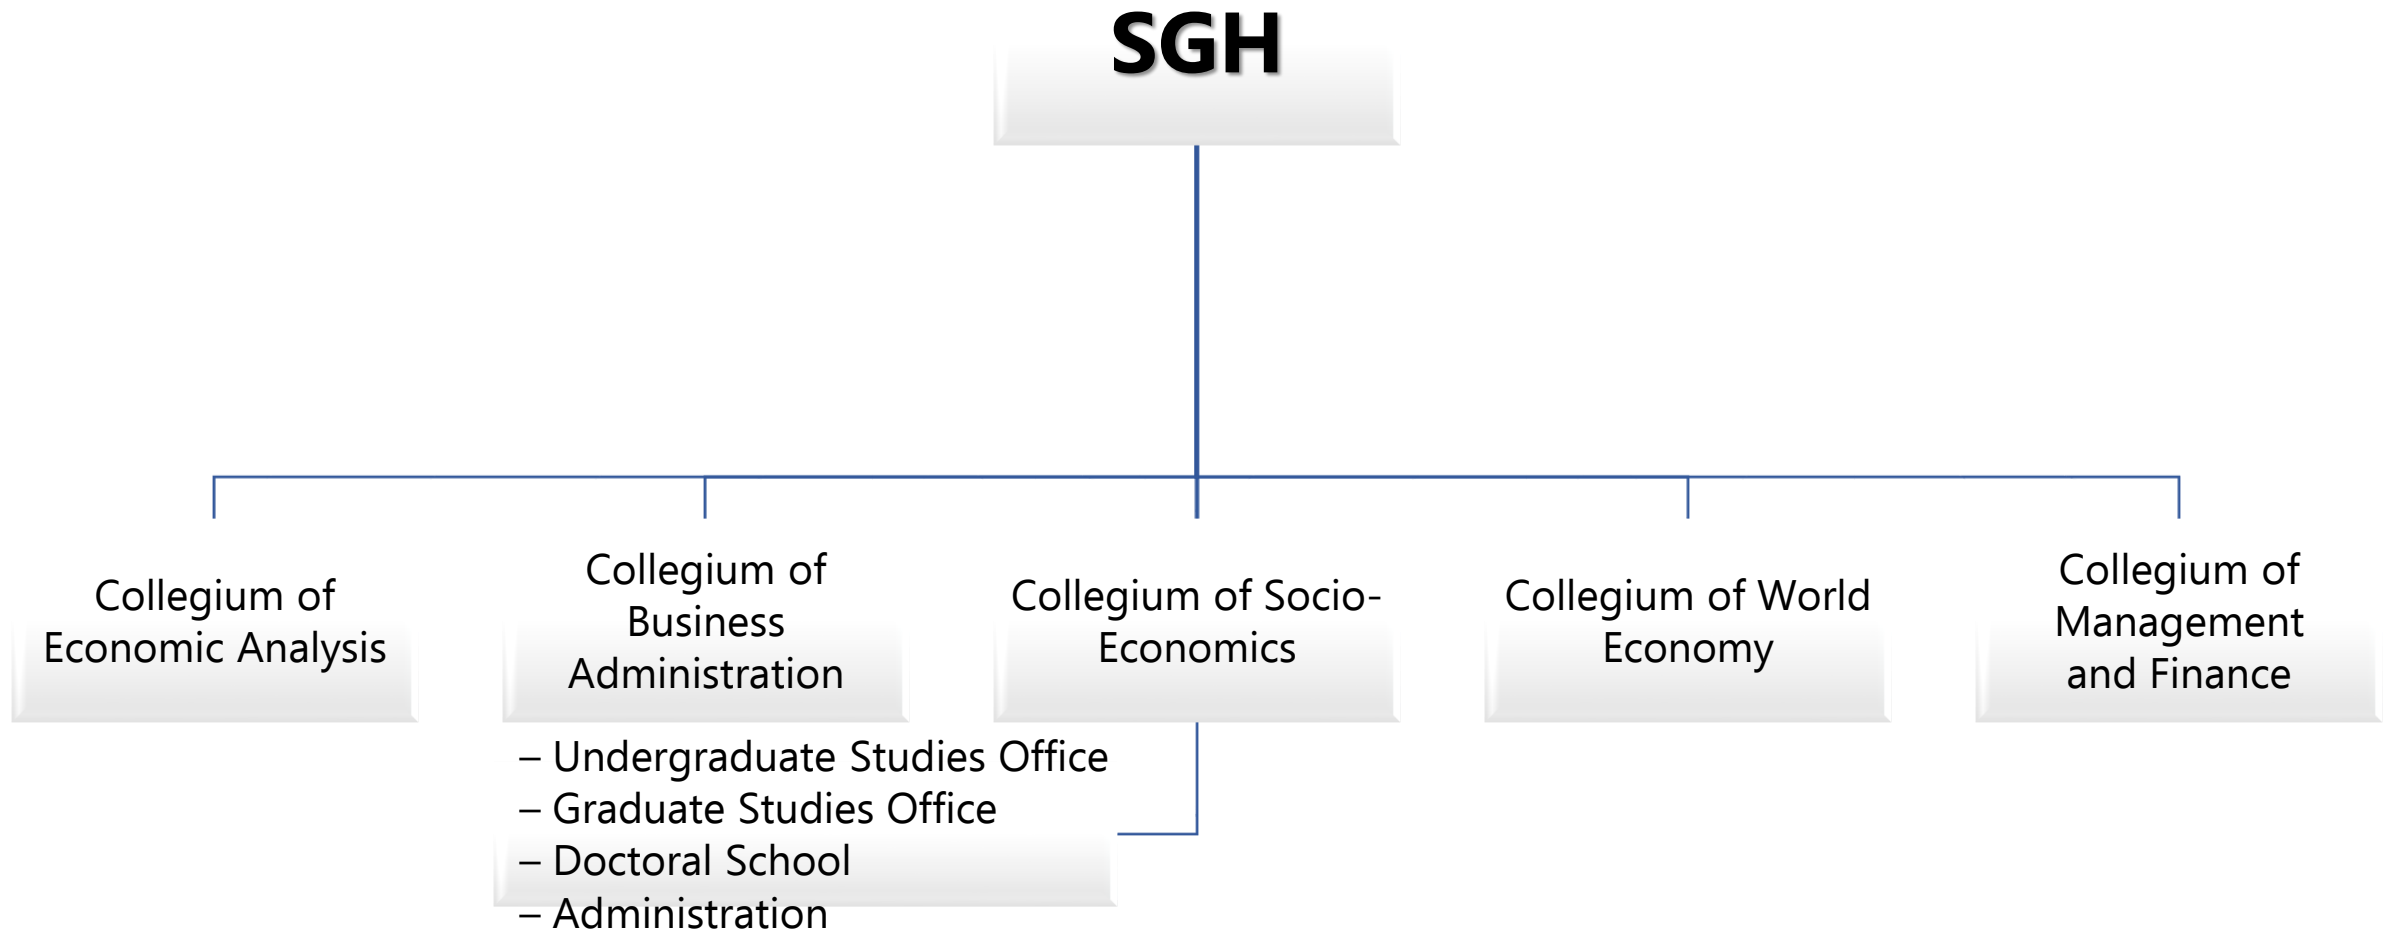 SGH
Collegium of
Economic Analysis
Collegium of
Business
Administration
Collegium of Socio-
Economics
Collegium of World
Economy
Collegium of
Management
and Finance
– Undergraduate Studies Office
– Graduate Studies Office
– Doctoral School
– Administration